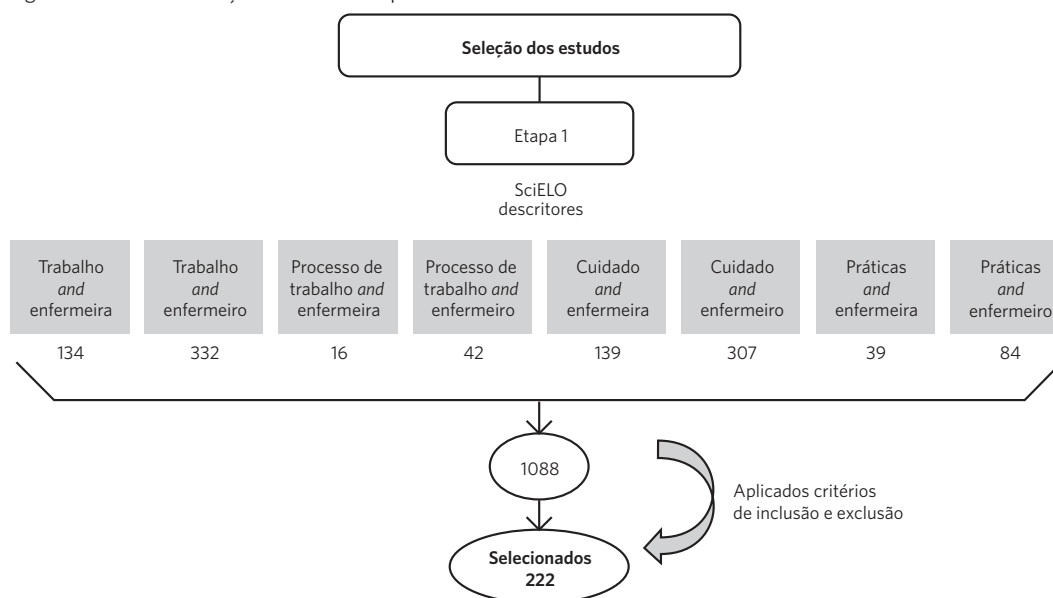 Seleção dos estudos
Etapa 1
SciELO
descritores
Trabalho
and
enfermeira
134
Trabalho
and
enfermeiro
332
Processo de
trabalho and
enfermeira
16
Processo de
trabalho and
enfermeiro
42
Cuidado
and
enfermeira
139
Cuidado
and
enfermeiro
307
Práticas
and
enfermeira
39
Práticas
and
enfermeiro
84
1088
Aplicados critérios
de inclusão e exclusão
Selecionados
222